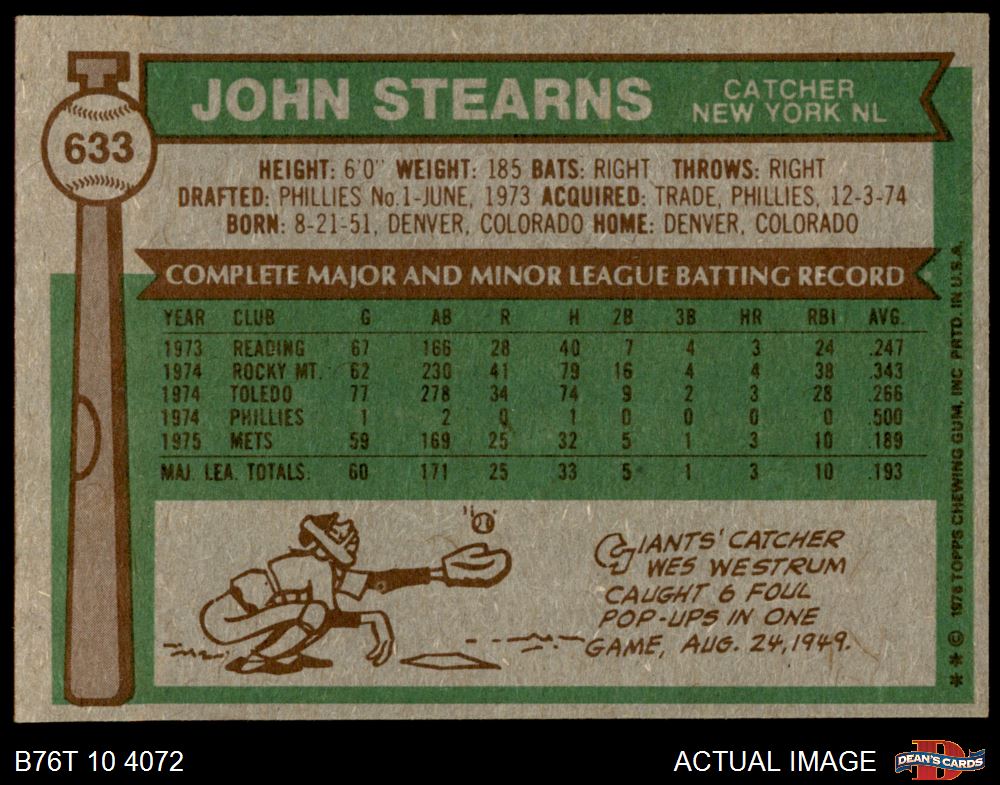 633
JOHN STEARNS
CATCHER
NEW YORK NL
HEIGHT: 6'0" WEIGHT: 185 BATS: RIGHT THROWS: RIGHT
DRAFTED: PHILLIES No.1-JUNE, 1973 ACQUIRED: TRADE, PHILLIES, 12-3-74
BORN: 8-21-51, DENVER, COLORADO HOME: DENVER, COLORADO
COMPLETE MAJOR AND MINOR LEAGUE BATTING RECORD
YEAR CLUB G AB R H 2B 3B HR RBI AVG.
1973 READING 67 166 28 40 7 4 3 24 .247
1974 ROCKY MT. 62 230 41 79 16 4 4 38 .343
1974 TOLEDO 77 278 34 74 9 2 3 28 .266
1974 PHILLIES 1 2 0 1 0 0 0 0 .500
1975 METS 59 169 25 32 5 1 3 10 .189
MAJ. LEA. TOTALS. 60 171 25 33 5 1 3 10 .193
GIANTS' CATCHER
WES WESTRUM
CAUGHT 6 FOUL
POP-UPS IN ONE
GAME, AUG. 24, 1949.
** © 1976 TOPPS CHEWING GUM, INC PRTD. IN U.S.A.
B76T 10 4072
ACTUAL IMAGE
D
DEAN'S CARDS